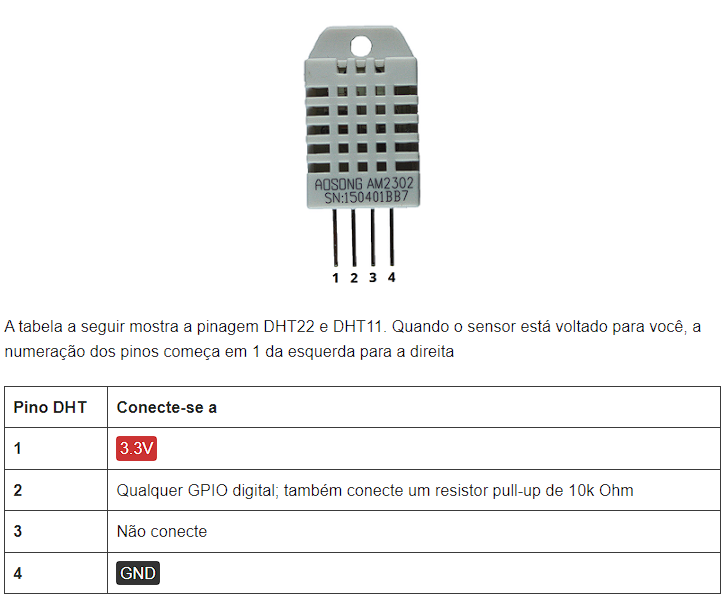 AOSONG AM2302
SN:150401BB7
1 2 3 4
A tabela a seguir mostra a pinagem DHT22 e DHT11. Quando o sensor está voltado para você, a
numeração dos pinos começa em 1 da esquerda para a direita
Pino DHT Conecte-se a
1 3.3V
2 Qualquer GPIO digital; também conecte um resistor pull-up de 10k Ohm
3 Não conecte
4 GND